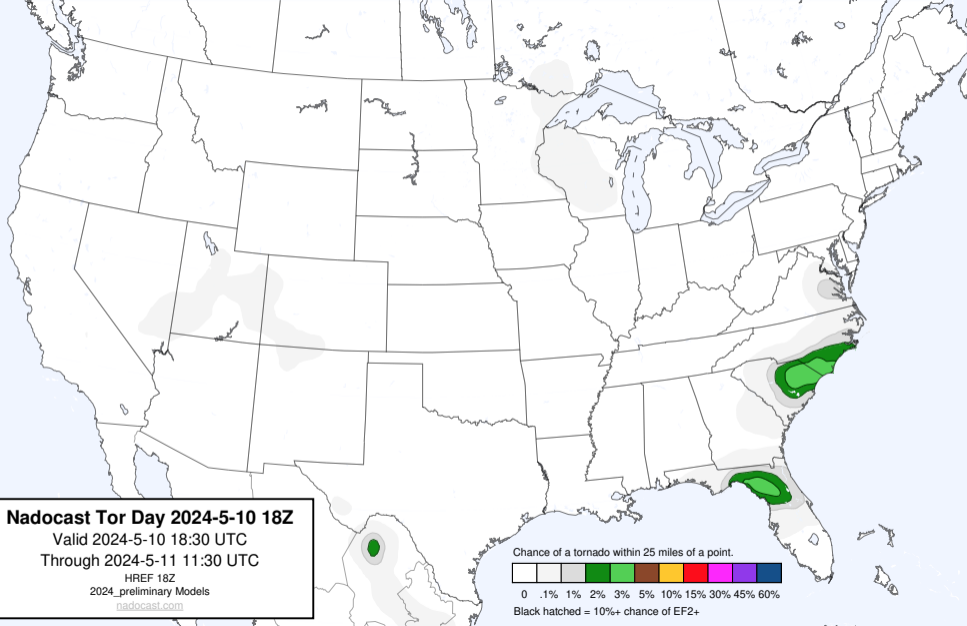 Nadocast Tor Day 2024-5-10 18Z
Valid 2024-5-10 18:30 UTC
Through 2024-5-11 11:30 UTC
HREF 18Z
2024_preliminary Models
nadocast.com
Chance of a tornado within 25 miles of a point.
0 .1% 1% 2% 3% 5% 10% 15% 30% 45% 60%
Black hatched = 10%+ chance of EF2+